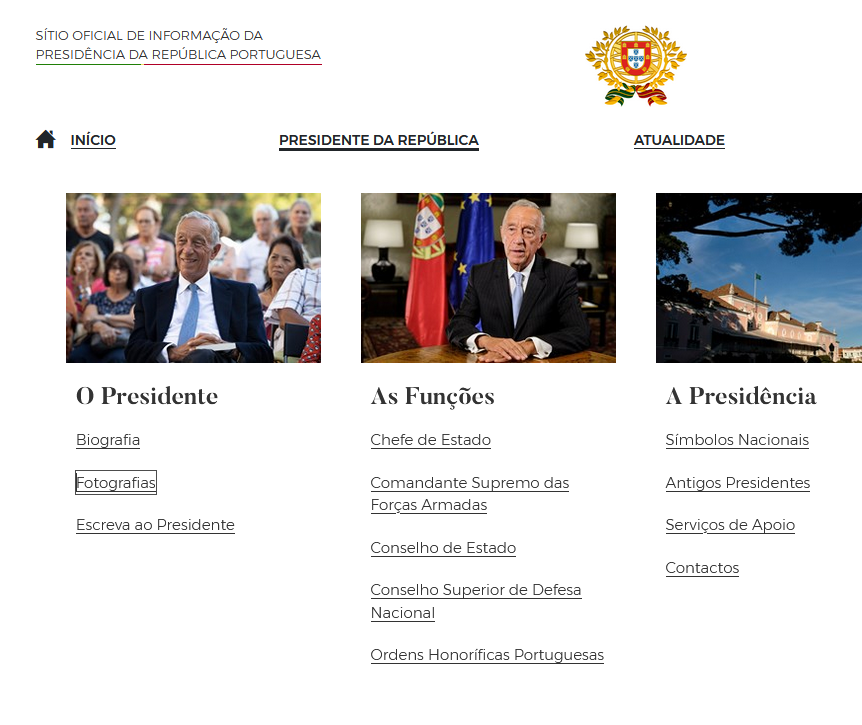 SÍTIO OFICIAL DE INFORMAÇÃO DA
PRESIDÊNCIA DA REPÚBLICA PORTUGUESA
INÍCIO
PRESIDENTE DA REPÚBLICA
ATUALIDADE
O Presidente
Biografia
Fotografias
Escreva ao Presidente
As Funções
Chefe de Estado
Comandante Supremo das
Forças Armadas
Conselho de Estado
Conselho Superior de Defesa
Nacional
Ordens Honoríficas Portuguesas
A Presidência
Símbolos Nacionais
Antigos Presidentes
Serviços de Apoio
Contactos